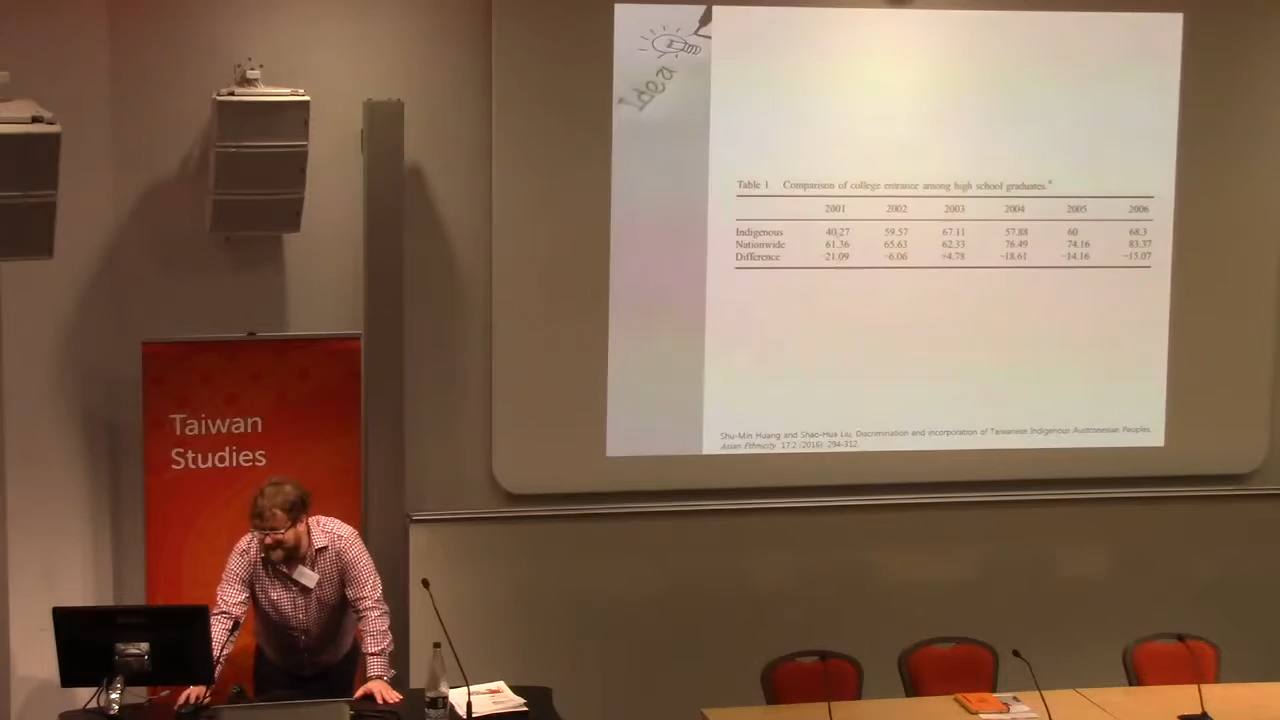 Idea
Table 1. Comparison of college entrance among high school graduates.*
2001 2002 2003 2004 2005 2006
Indigenous 40.27 59.57 67.11 57.88 60 68.3
Nationwide 61.36 65.63 62.33 76.49 74.16 83.37
Difference −21.09 −6.06 +4.78 −18.61 −14.16 −15.07
Shu-Min Huang and Shao-Hua Liu, Discrimination and incorporation of Taiwanese Indigenous Austronesian Peoples,
Asian Ethnicity. 17:2 (2016): 294-312.
Taiwan
Studies